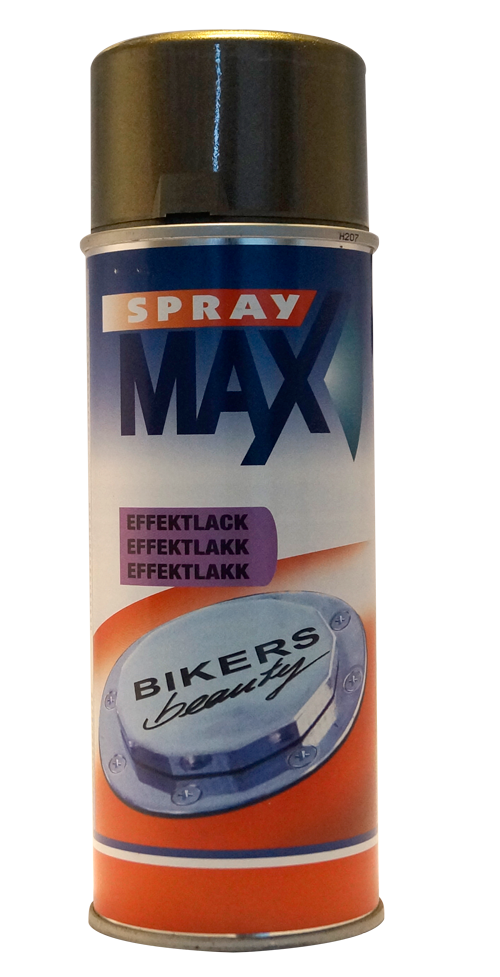 H207
SPRAY
MAX
EFFEKTLACK
EFFEKTLAKK
EFFEKTLAKK
BIKERS
beauty